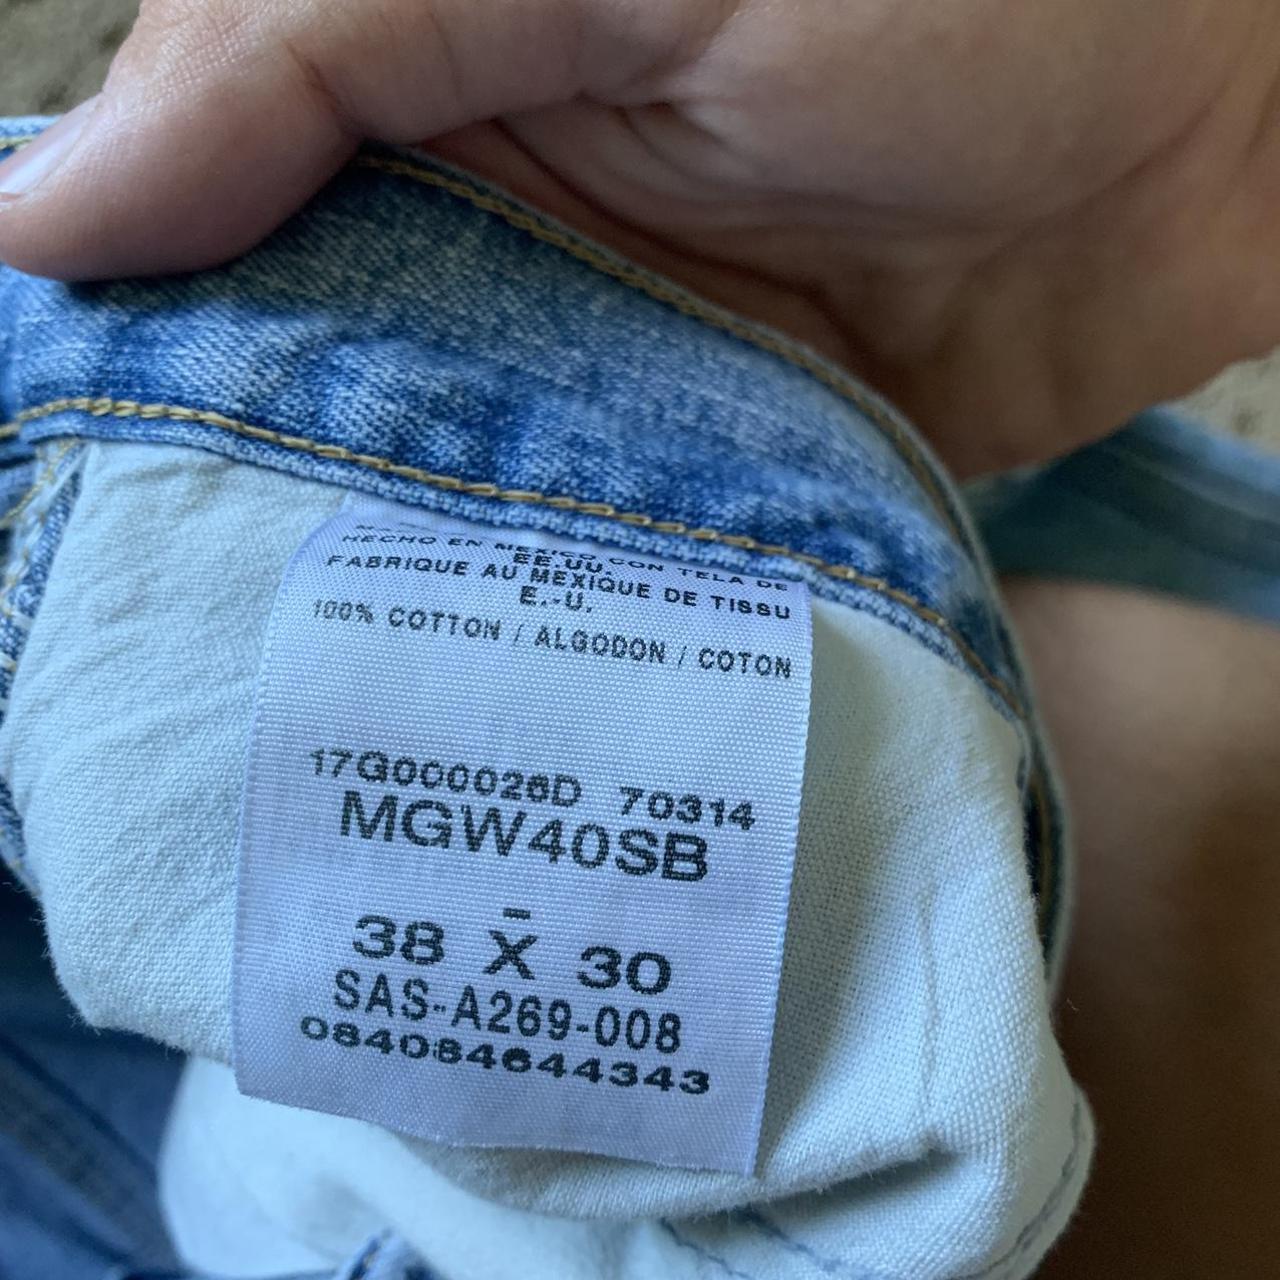 HECHO EN MEXICO CON TELA DE
EE.UU.
FABRIQUE AU MEXIQUE DE TISSU
E.-U.
100% COTTON / ALGODON / COTON
17G000026D 70314
MGW40SB
-
38 X 30
SAS-A269-008
084084644343